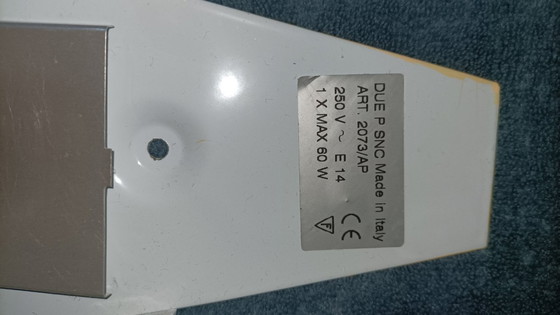 DUE P SNC Made in Italy
ART. 2073/AP
250 V ~ E 14
1 X MAX 60 W
CE
F